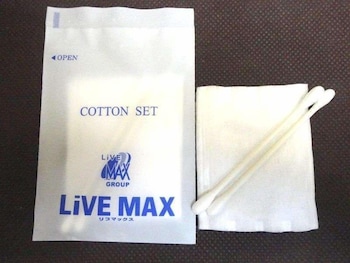 ◄OPEN
COTTON SET
LiVE
MAX
GROUP
LiVE MAX
リブマックス